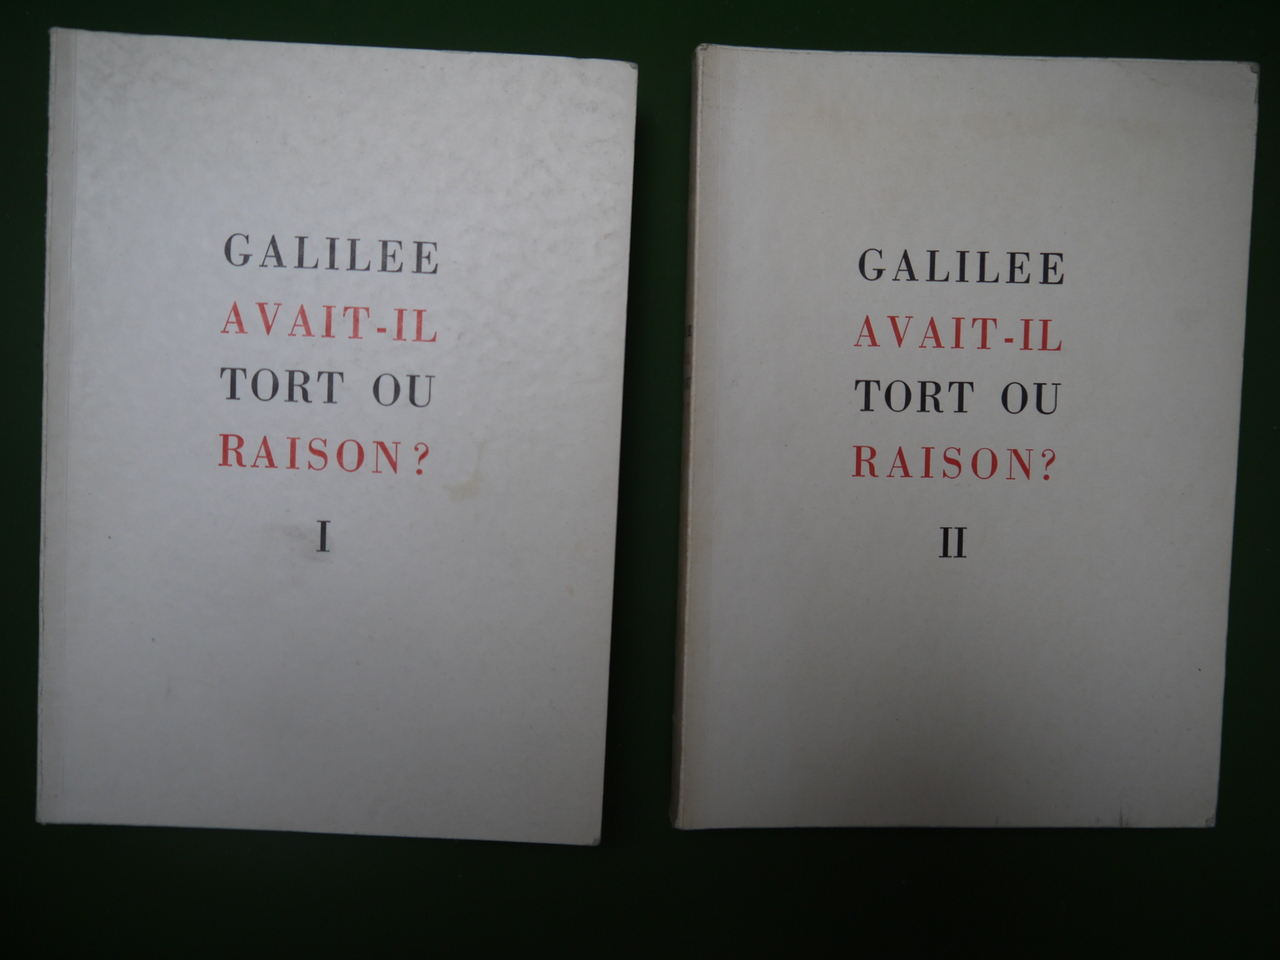 GALILEE
AVAIT-IL
TORT OU
RAISON?
I
GALILEE
AVAIT-IL
TORT OU
RAISON?
II